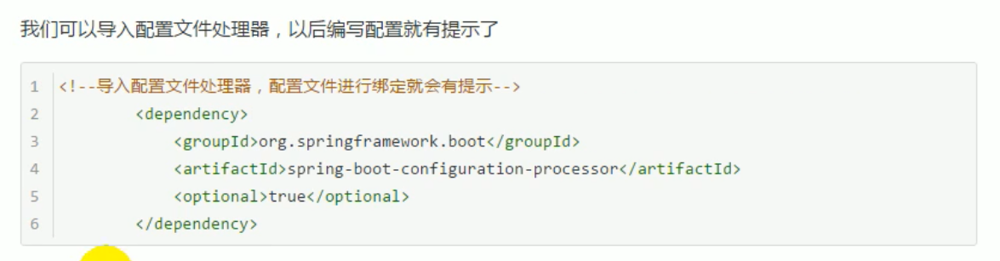 我们可以导入配置文件处理器，以后编写配置就有提示了
1 <!--导入配置文件处理器，配置文件进行绑定就会有提示-->
2 <dependency>
3 <groupId>org.springframework.boot</groupId>
4 <artifactId>spring-boot-configuration-processor</artifactId>
5 <optional>true</optional>
6 </dependency>